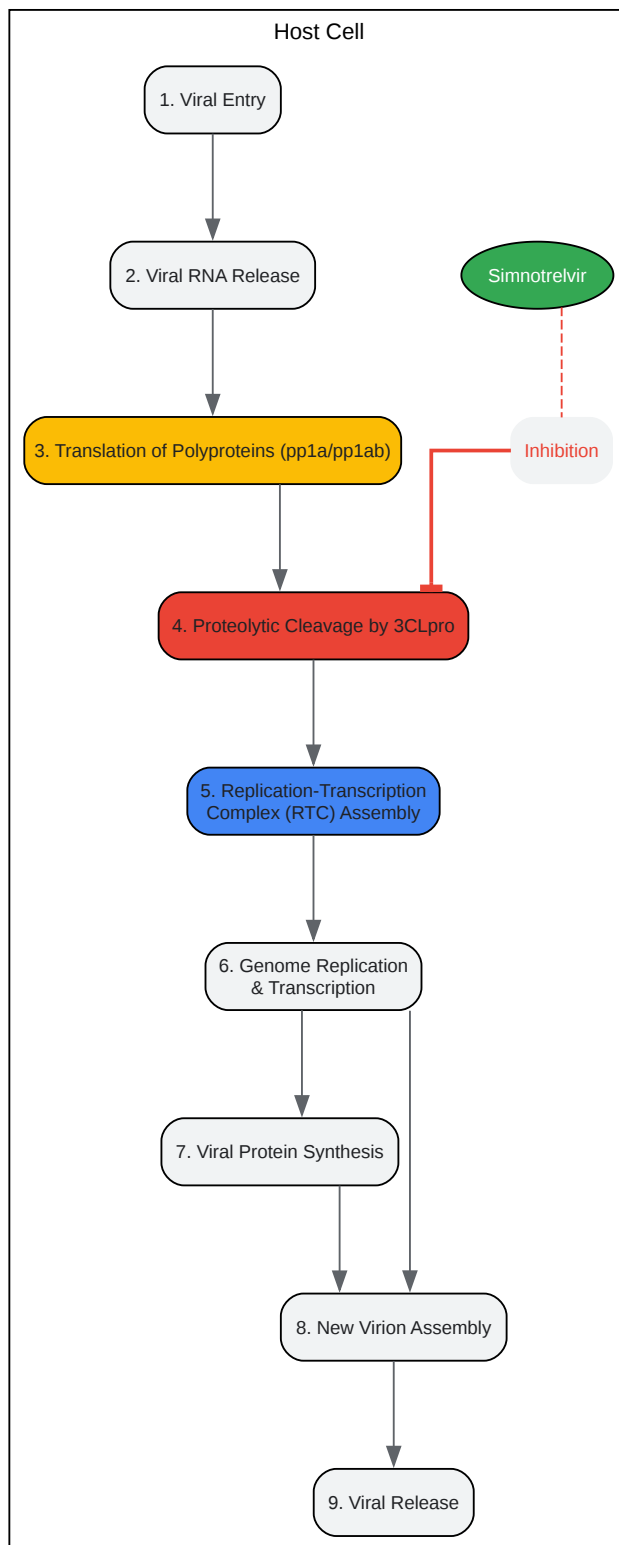 Host Cell
1. Viral Entry
2. Viral RNA Release
Simnotrelvir
3. Translation of Polyproteins (pp1a/pp1ab)
Inhibition
4. Proteolytic Cleavage by 3CLpro
5. Replication-Transcription
Complex (RTC) Assembly
6. Genome Replication
& Transcription
7. Viral Protein Synthesis
8. New Virion Assembly
9. Viral Release